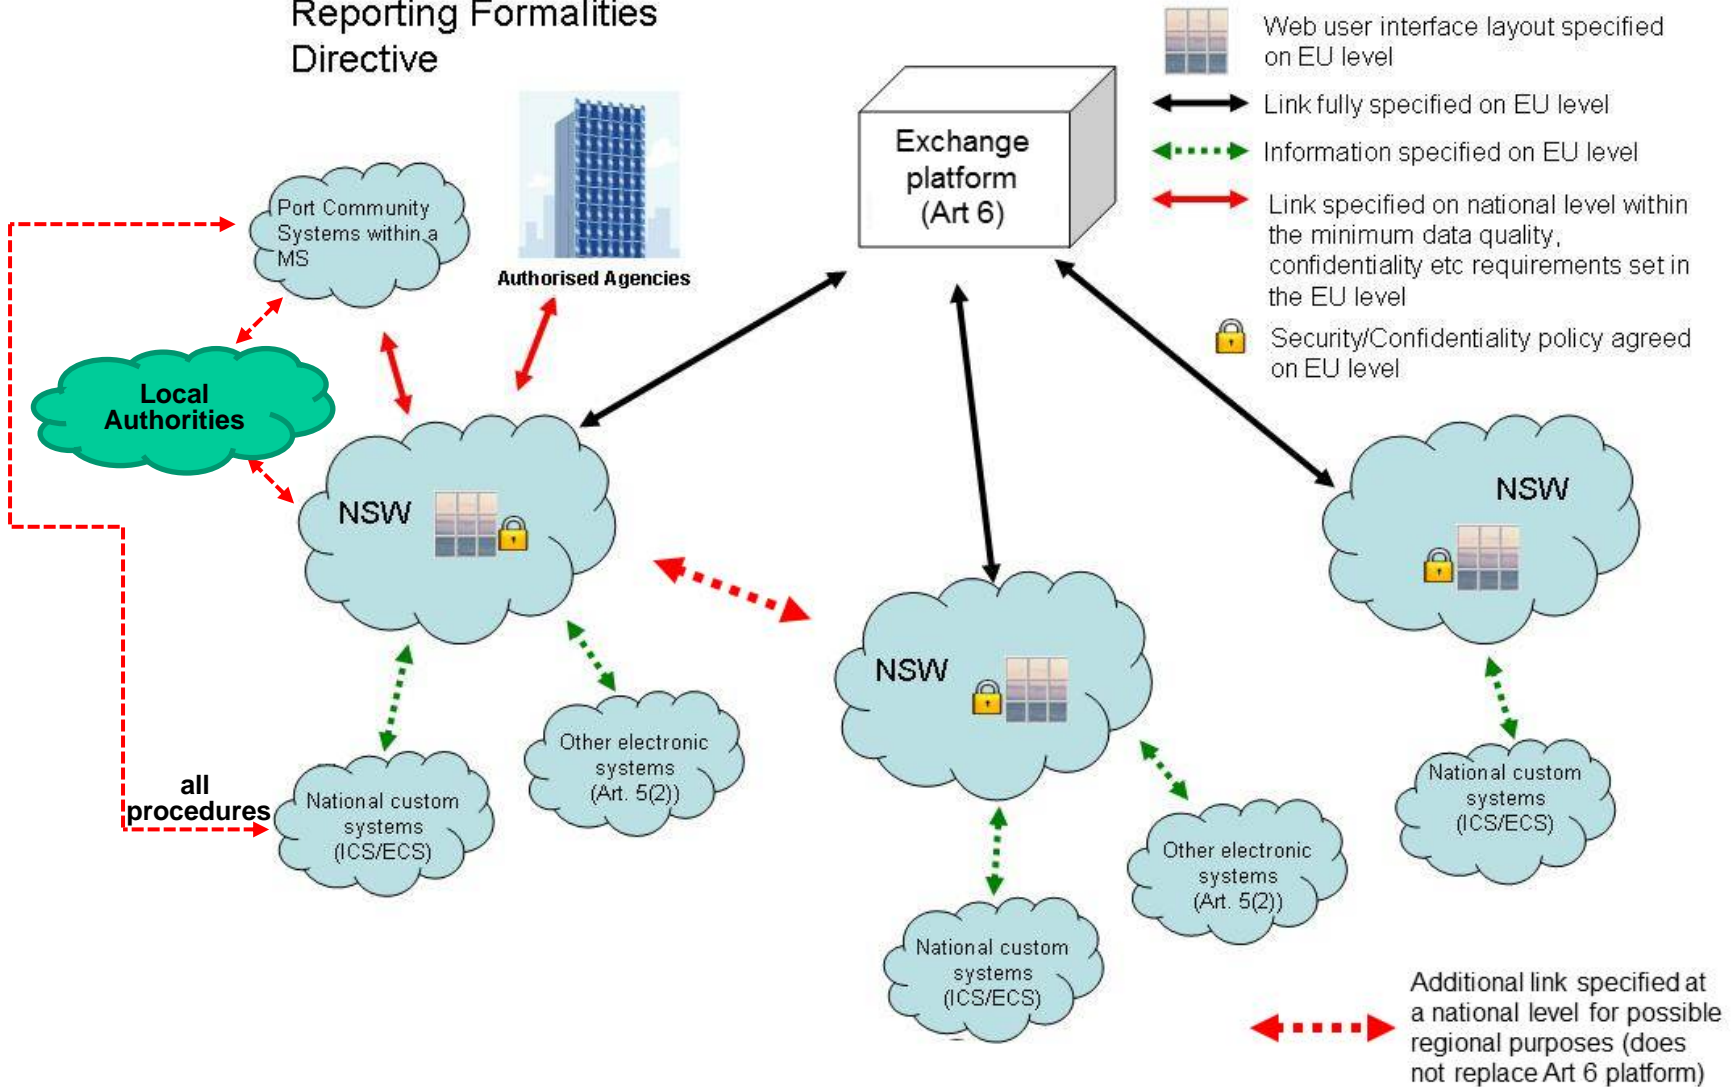 Reporting Formalities
Directive
Web user interface layout specified
on EU level
Link fully specified on EU level
Information specified on EU level
Link specified on national level within
the minimum data quality,
confidentiality etc requirements set in
the EU level
Security/Confidentiality policy agreed
on EU level
Exchange
platform
(Art 6)
Port Community
Systems within a
MS
Authorised Agencies
Local
Authorities
NSW
NSW
NSW
all
procedures
National custom
systems
(ICS/ECS)
Other electronic
systems
(Art. 5(2))
National custom
systems
(ICS/ECS)
Other electronic
systems
(Art. 5(2))
National custom
systems
(ICS/ECS)
Additional link specified at
a national level for possible
regional purposes (does
not replace Art 6 platform)